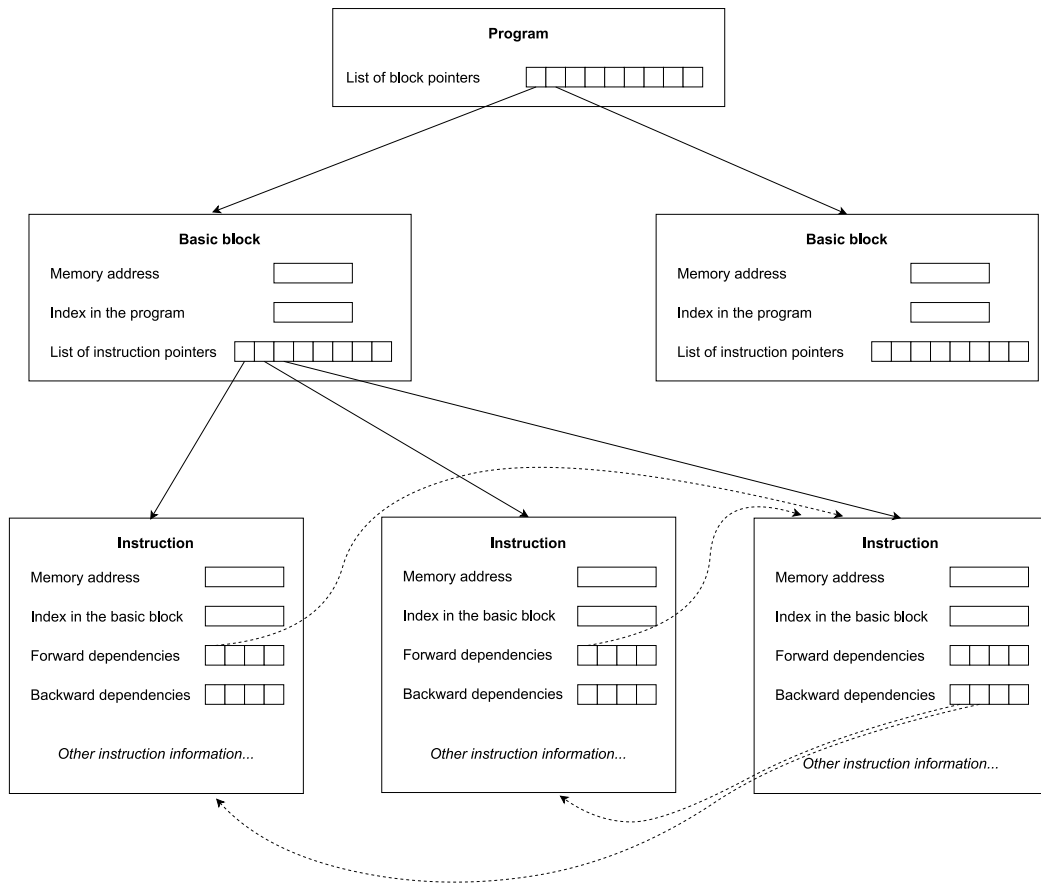 Program
List of block pointers
Basic block
Memory address
Index in the program
List of instruction pointers
Basic block
Memory address
Index in the program
List of instruction pointers
Instruction
Memory address
Index in the basic block
Forward dependencies
Backward dependencies
Other instruction information...
Instruction
Memory address
Index in the basic block
Forward dependencies
Backward dependencies
Other instruction information...
Instruction
Memory address
Index in the basic block
Forward dependencies
Backward dependencies
Other instruction information...